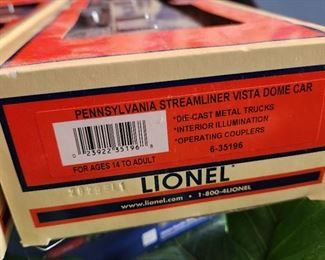 PENNSYLVANIA STREAMLINER VISTA DOME CAR
*DIE-CAST METAL TRUCKS
*INTERIOR ILLUMINATION
*OPERATING COUPLERS
6-35196
0 23922 35196 8
FOR AGES 14 TO ADULT
LIONEL
www.lionel.com • 1-800-4LIONEL